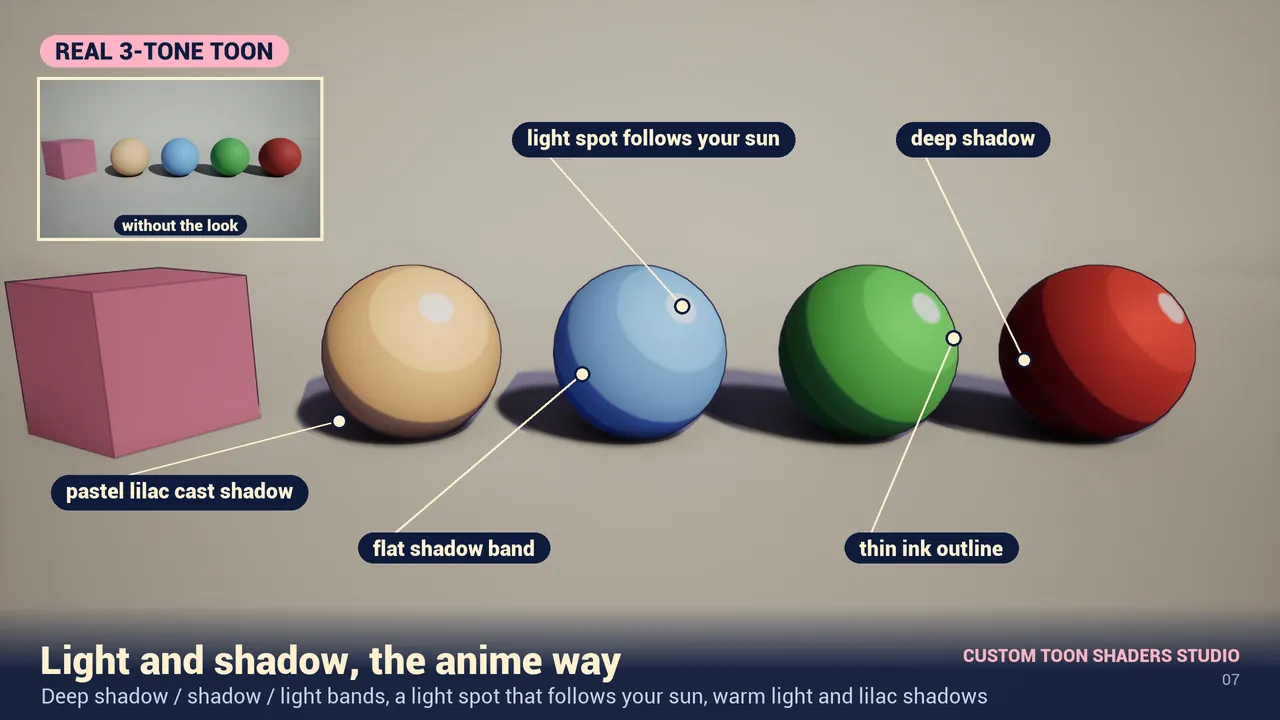 REAL 3-TONE TOON
without the look
light spot follows your sun
deep shadow
pastel lilac cast shadow
flat shadow band
thin ink outline
Light and shadow, the anime way
Deep shadow / shadow / light bands, a light spot that follows your sun, warm light and lilac shadows
CUSTOM TOON SHADERS STUDIO
07